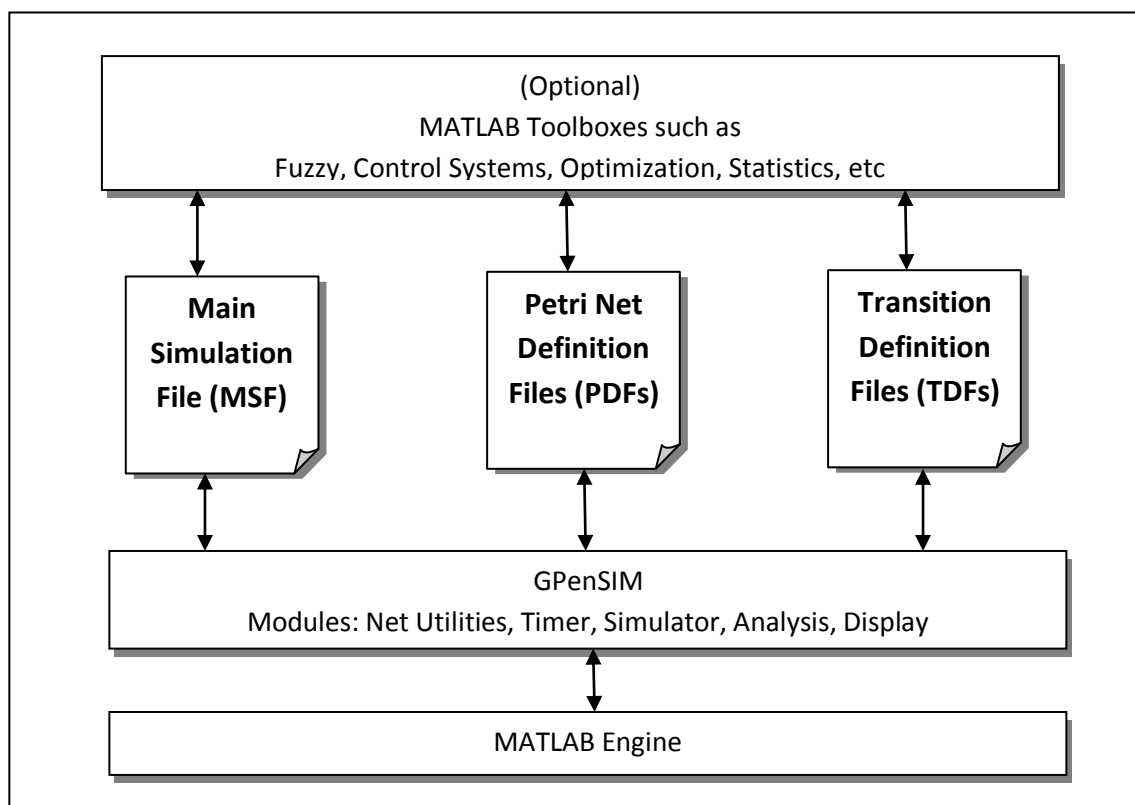 (Optional)
MATLAB Toolboxes such as
Fuzzy, Control Systems, Optimization, Statistics, etc
Main
Simulation
File (MSF)
Petri Net
Definition
Files (PDFs)
Transition
Definition
Files (TDFs)
GPenSIM
Modules: Net Utilities, Timer, Simulator, Analysis, Display
MATLAB Engine